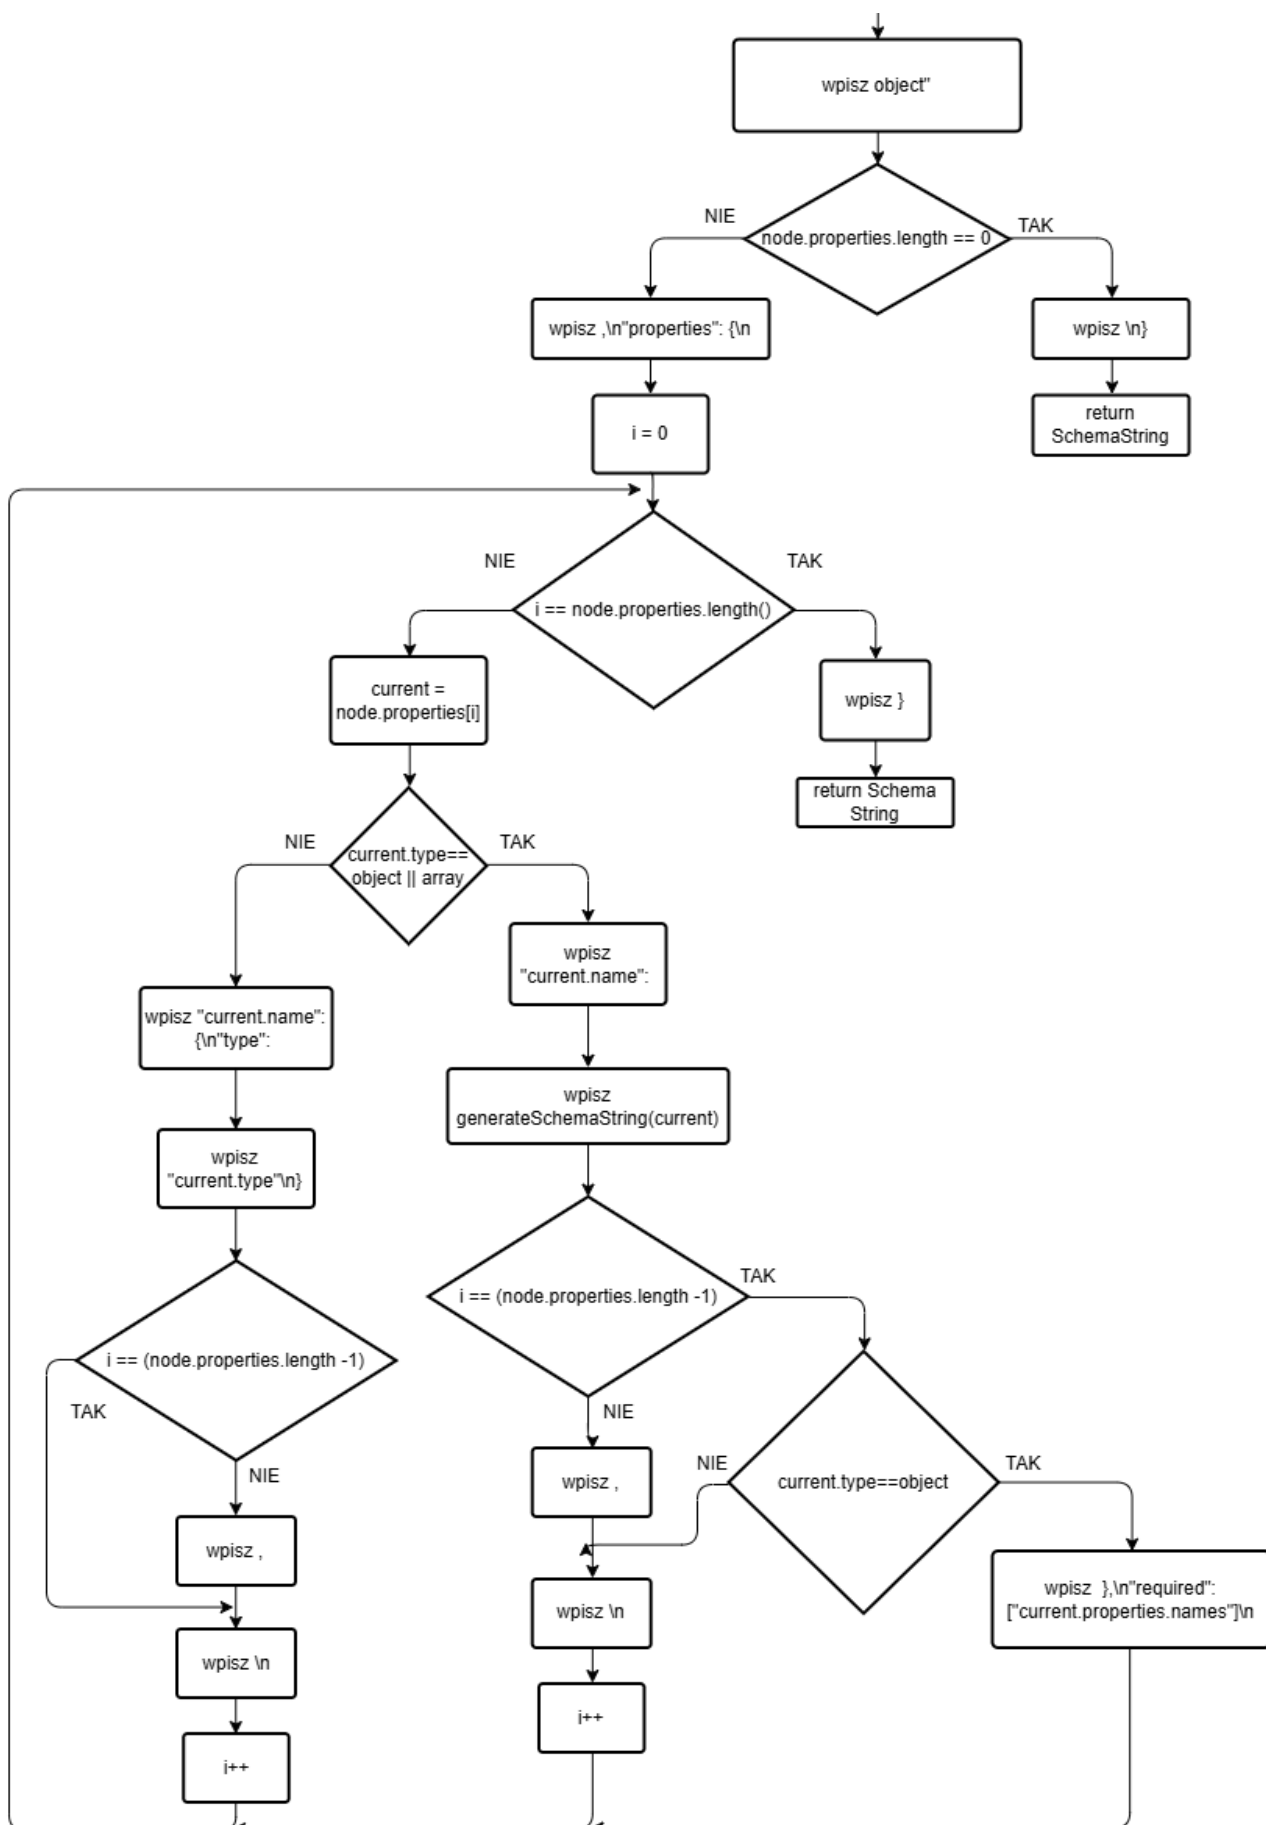 wpisz object"
NIE
node.properties.length == 0
TAK
wpisz ,\n"properties": {\n
wpisz \n}
i = 0
return
SchemaString
NIE
TAK
i == node.properties.length()
current =
node.properties[i]
wpisz }
return Schema
String
NIE
TAK
current.type==
object || array
wpisz
"current.name":
wpisz "current.name":
{\n"type":
wpisz
generateSchemaString(current)
wpisz
"current.type"\n}
TAK
i == (node.properties.length -1)
i == (node.properties.length -1)
TAK
NIE
NIE
NIE
TAK
current.type==object
wpisz ,
wpisz ,
wpisz },\n"required":
["current.properties.names"]\n
wpisz \n
wpisz \n
i++
i++